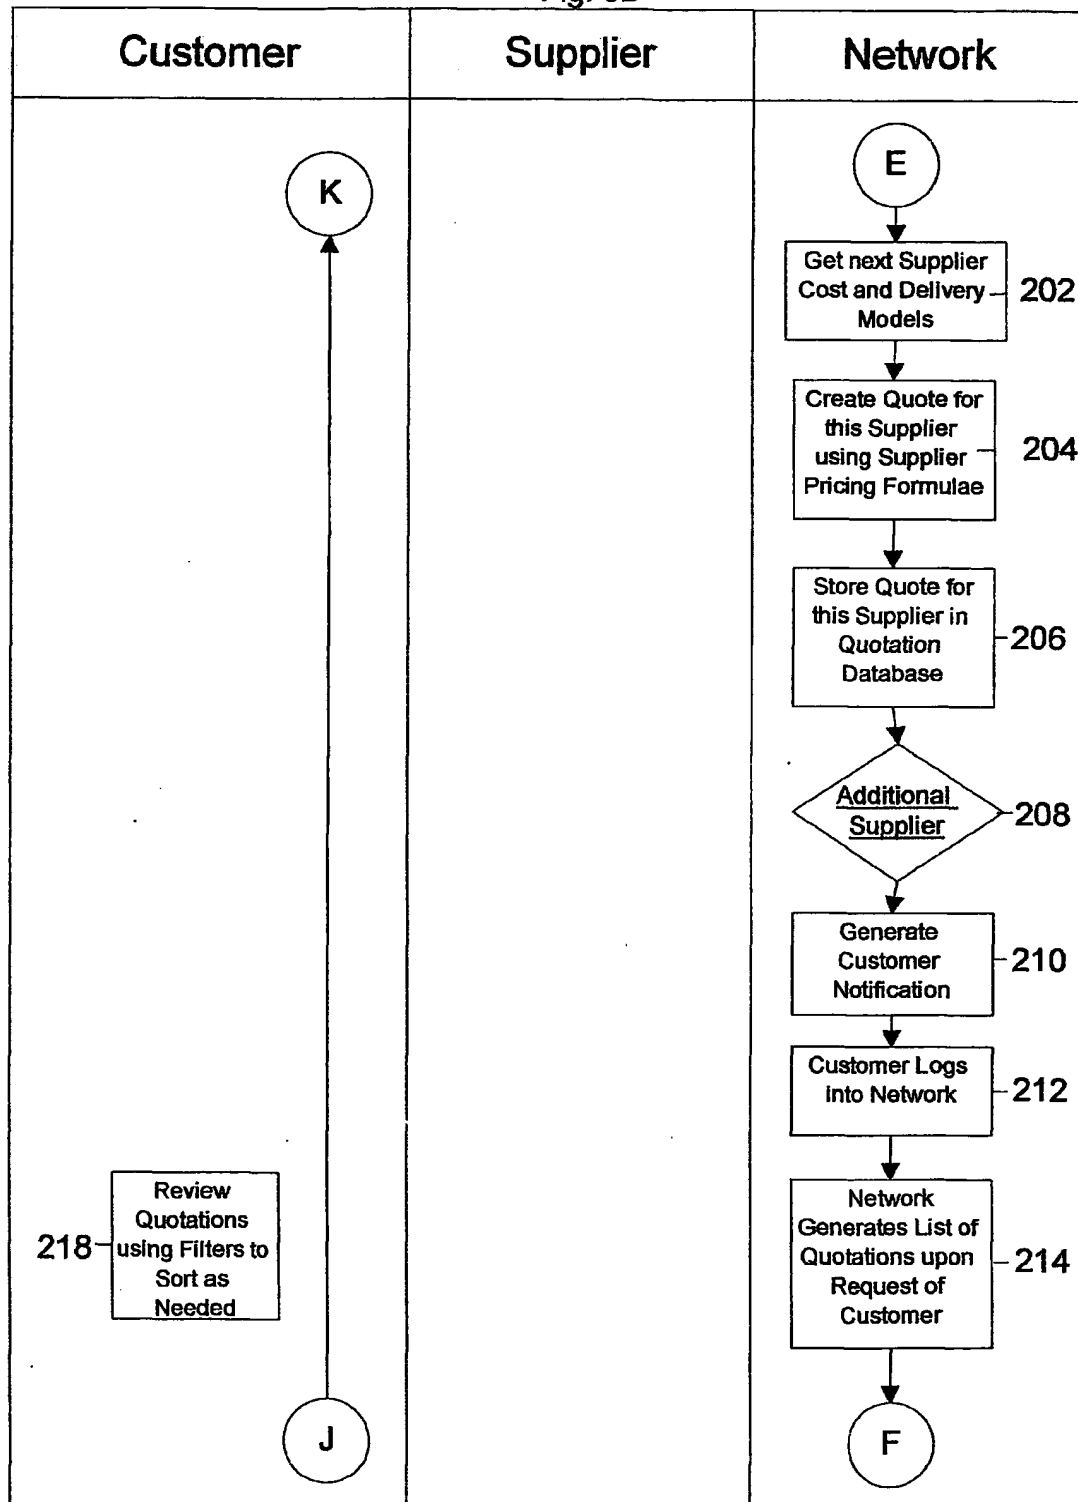 Customer
Supplier
Network
K
E
Get next Supplier
Cost and Delivery
Models
202
Create Quote for
this Supplier
using Supplier
Pricing Formulae
204
Store Quote for
this Supplier in
Quotation
Database
206
Additional
Supplier
208
Generate
Customer
Notification
210
Customer Logs
into Network
212
Review
Quotations
using Filters to
Sort as
Needed
218
Network
Generates List of
Quotations upon
Request of
Customer
214
J
F